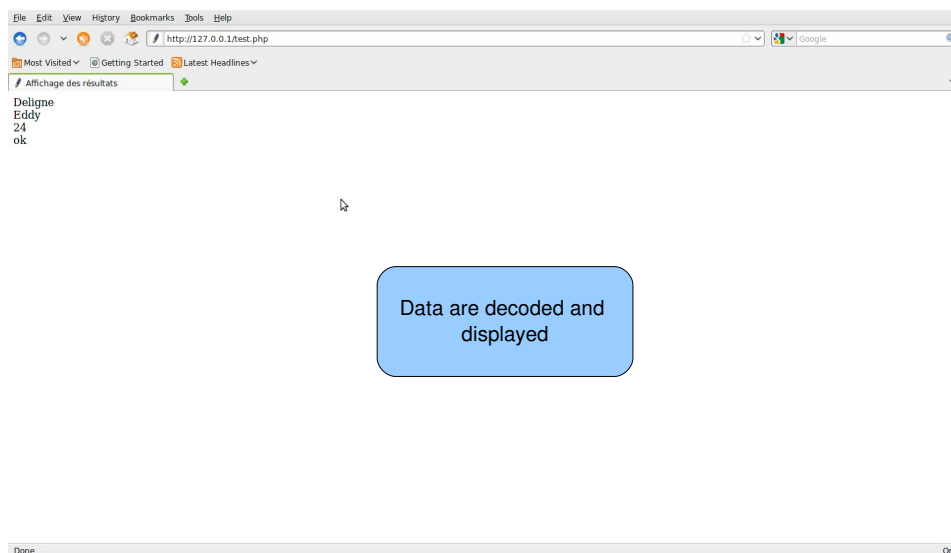 File Edit View History Bookmarks Tools Help
http://127.0.0.1/test.php Google
Most Visited Getting Started Latest Headlines
Affichage des résultats
Deligne
Eddy
24
ok
Data are decoded and
displayed
Done